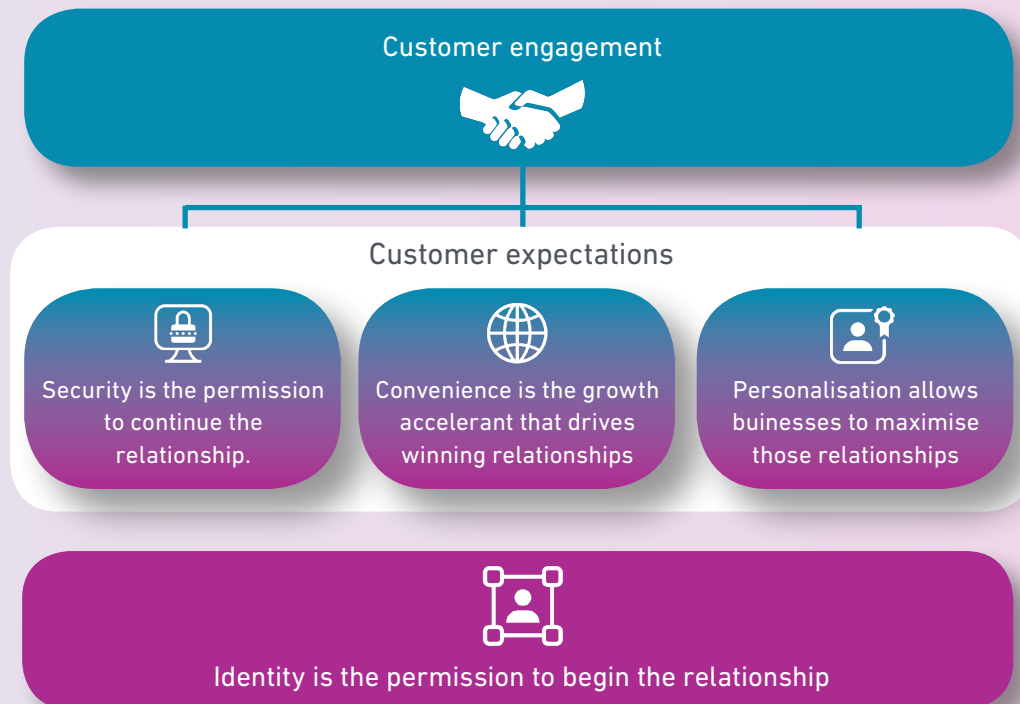 Customer engagement
Customer expectations
Security is the permission
to continue the
relationship.
Convenience is the growth
accelerant that drives
winning relationships
Personalisation allows
buinesses to maximise
those relationships
Identity is the permission to begin the relationship